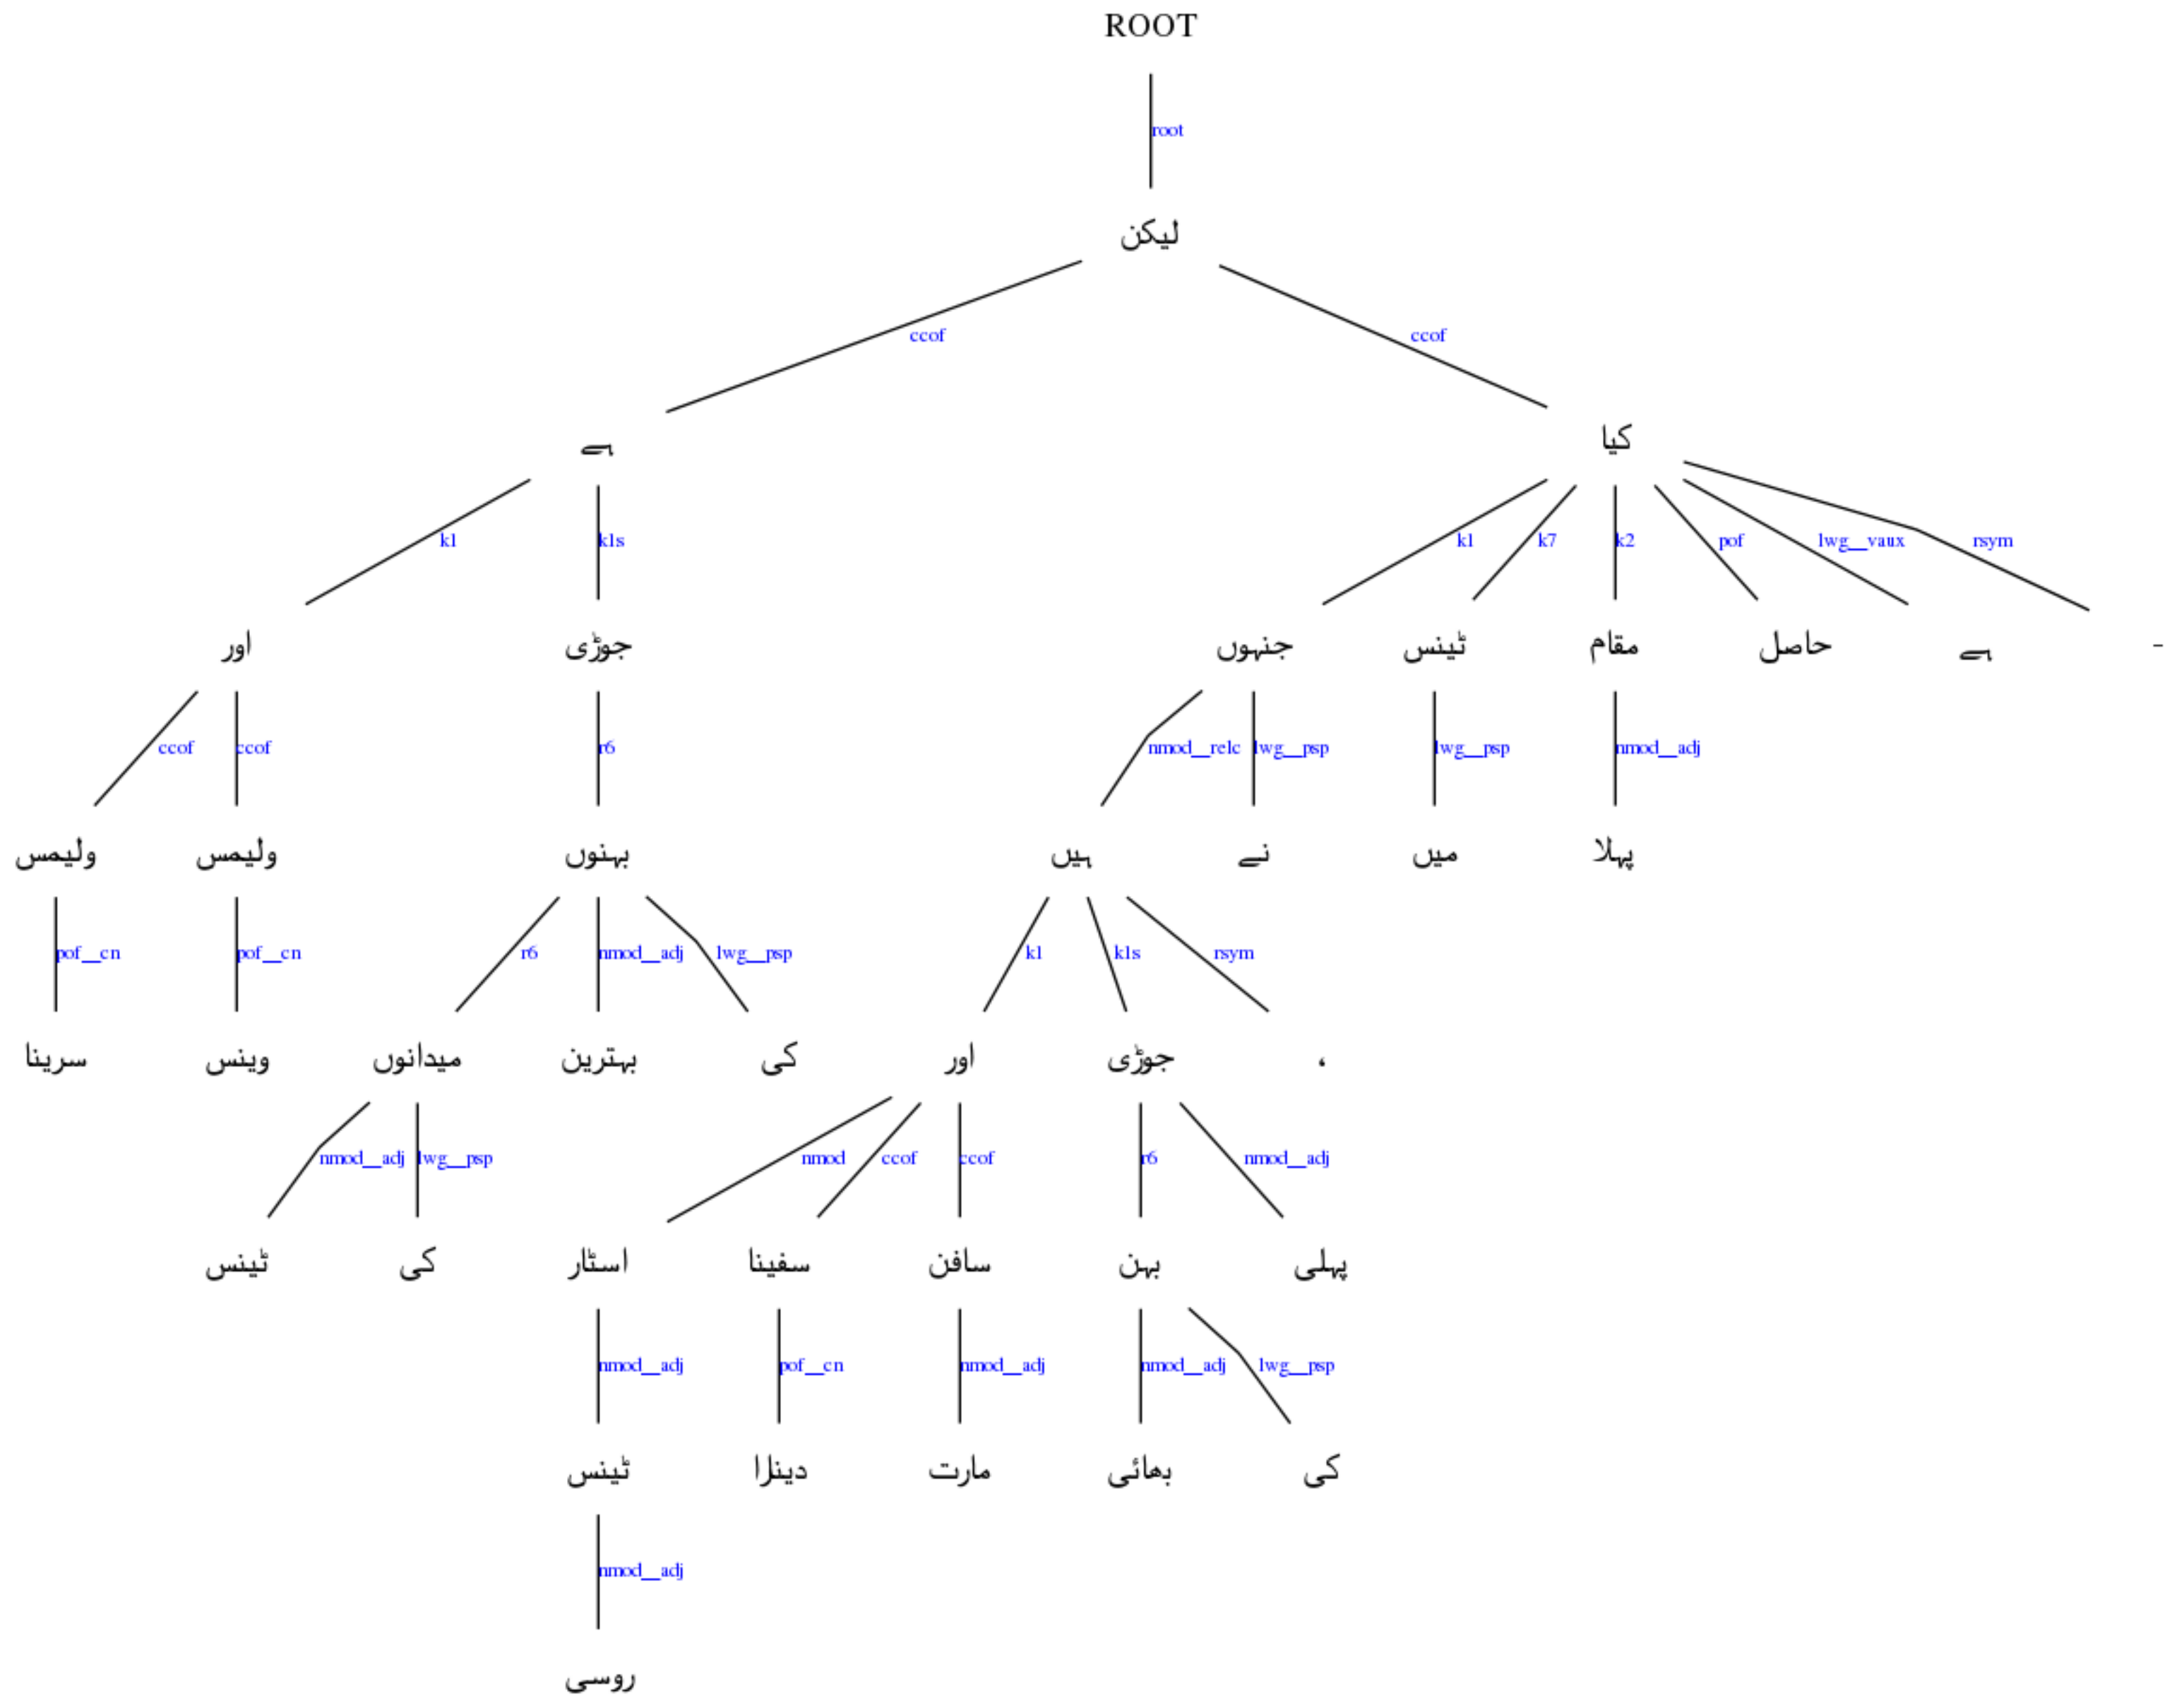 ROOT
root
لیکن
ccof ccof
ہے کیا
k1 k1s k1 k7 k2 pof lwg__vaux rsym
اور جوڑی جنہوں ٹینس مقام حاصل ہے -
ccof ccof r6 nmod__relc lwg__psp lwg__psp nmod__adj
ولیمس ولیمس بہنوں ہیں نے میں پہلا
pof__cn pof__cn r6 nmod__adj lwg__psp k1 k1s rsym
سرینا وینس میدانوں بہترین کی اور جوڑی ،
nmod__adj lwg__psp nmod ccof ccof r6 nmod__adj
ٹینس کی اسٹار سفینا سافن بہن پہلی
nmod__adj pof__cn nmod__adj nmod__adj lwg__psp
ٹینس مارت بھائی کی
nmod__adj
روسی